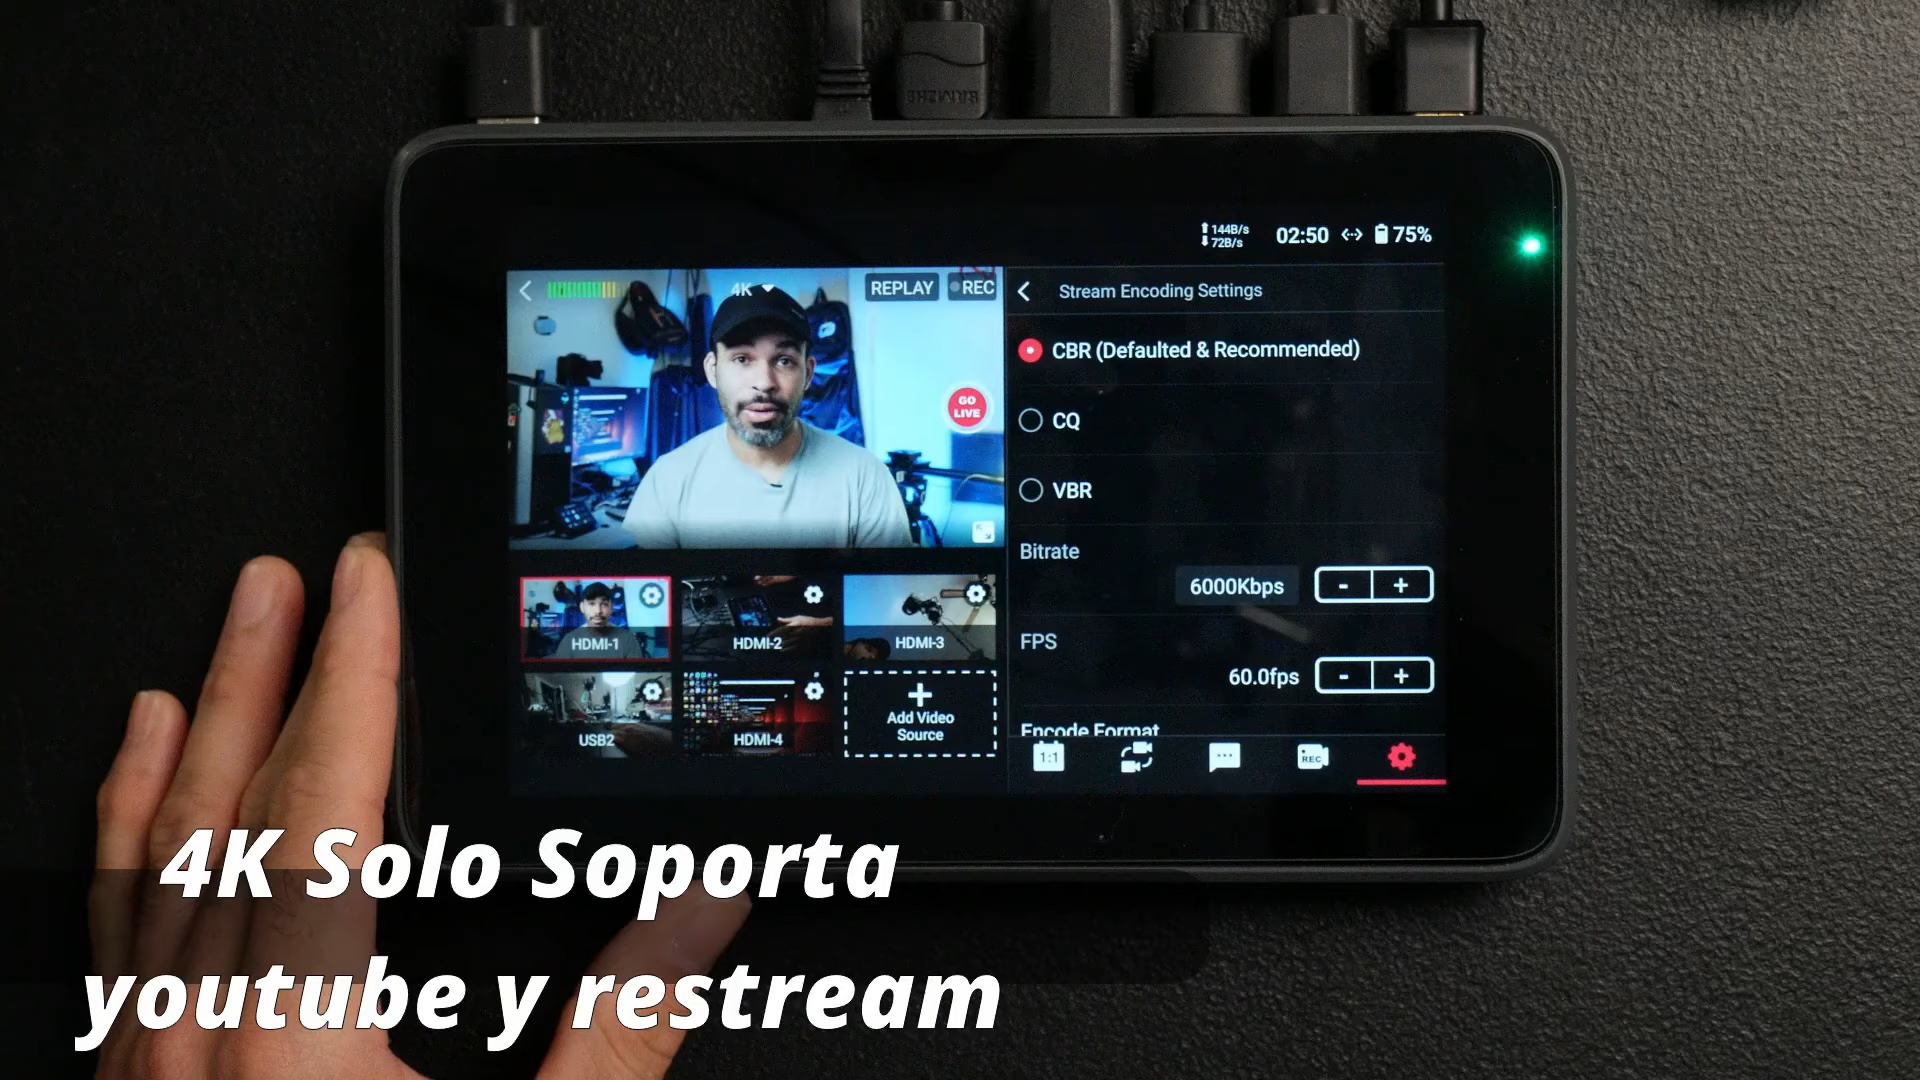 144B/s
72B/s
02:50
75%
4K
REPLAY
REC
Stream Encoding Settings
CBR (Defaulted & Recommended)
GO
LIVE
CQ
VBR
Bitrate
6000Kbps
- +
FPS
60.0fps
- +
Encode Format
HDMI-1
HDMI-2
HDMI-3
USB2
HDMI-4
+
Add Video
Source
1:1
REC
4K Solo Soporta
youtube y restream